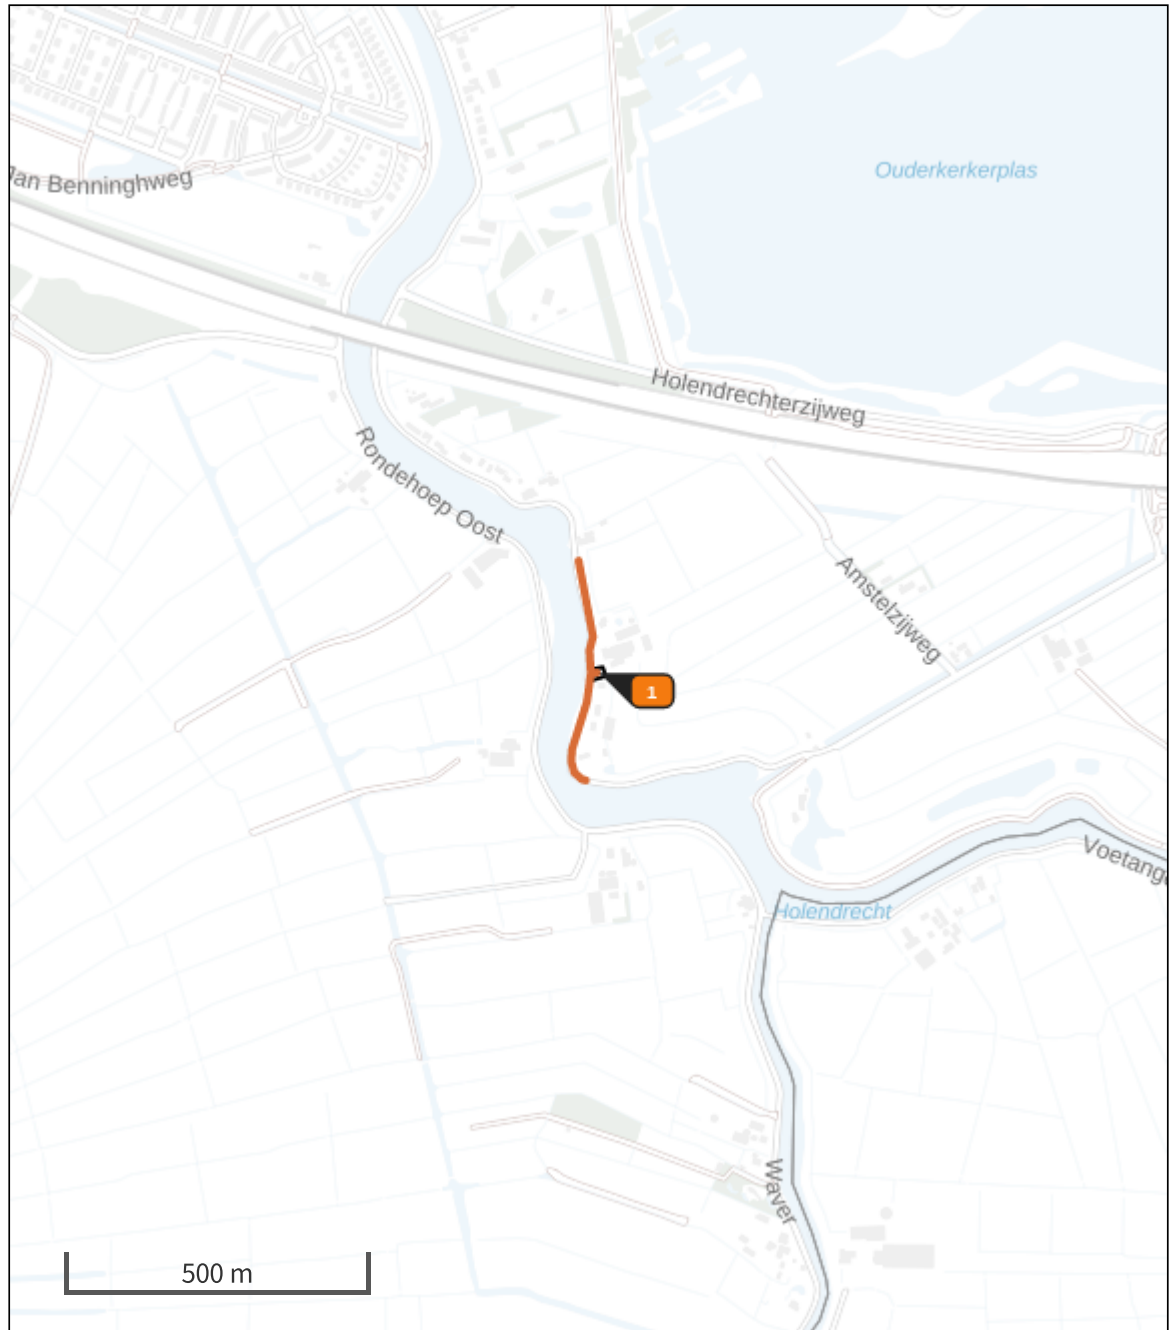 Ouderkerkerplas
Jan Benninghweg
Holendrechterzijweg
Rondehoep Oost
Amstelzijweg
1
Voetang
Holendrecht
Waver
500 m